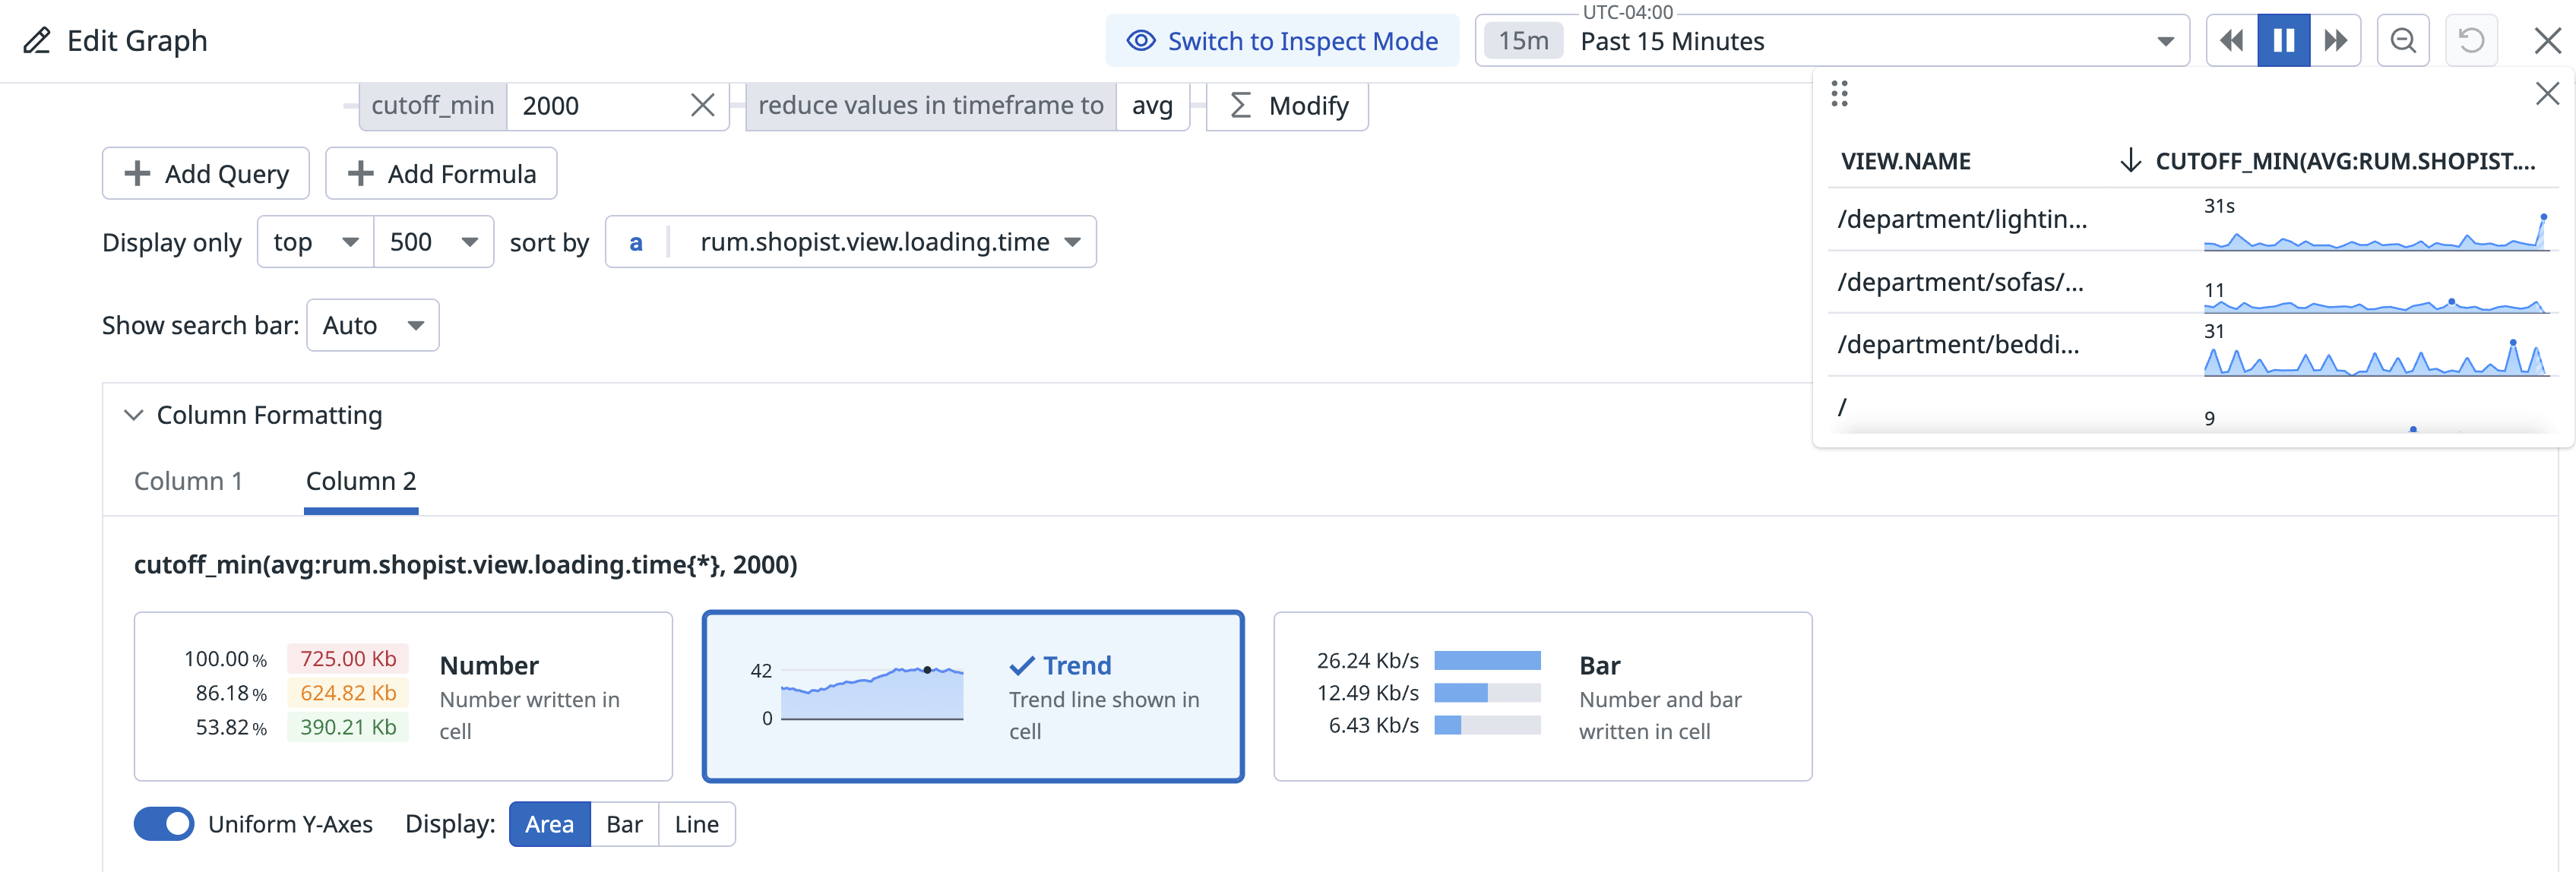 Edit Graph
Switch to Inspect Mode
UTC-04:00
15m Past 15 Minutes
cutoff_min 2000
reduce values in timeframe to avg
Σ Modify
Add Query
Add Formula
Display only top 500 sort by a rum.shopist.view.loading.time
Show search bar: Auto
VIEW.NAME
CUTOFF_MIN(AVG:RUM.SHOPIST....
/department/lightin...
31s
/department/sofas/...
11
/department/beddi...
31
/
9
Column Formatting
Column 1
Column 2
cutoff_min(avg:rum.shopist.view.loading.time{*}, 2000)
100.00 % 725.00 Kb
86.18 % 624.82 Kb
53.82 % 390.21 Kb
Number
Number written in
cell
42
0
Trend
Trend line shown in
cell
26.24 Kb/s
12.49 Kb/s
6.43 Kb/s
Bar
Number and bar
written in cell
Uniform Y-Axes
Display: Area Bar Line